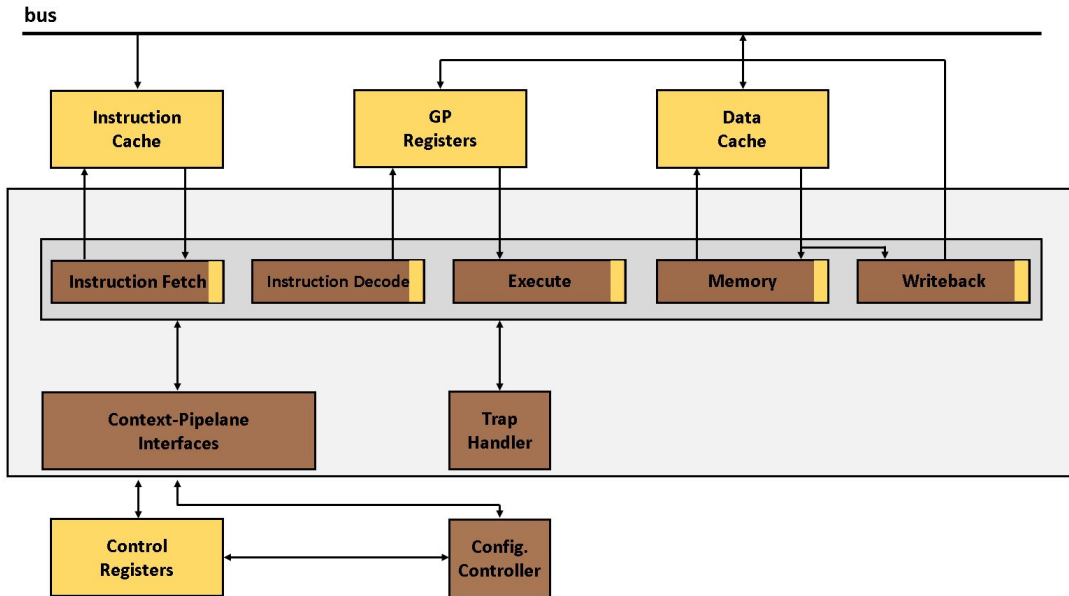 bus
Instruction
Cache
GP
Registers
Data
Cache
Instruction Fetch
Instruction Decode
Execute
Memory
Writeback
Context-Pipelane
Interfaces
Trap
Handler
Control
Registers
Config.
Controller